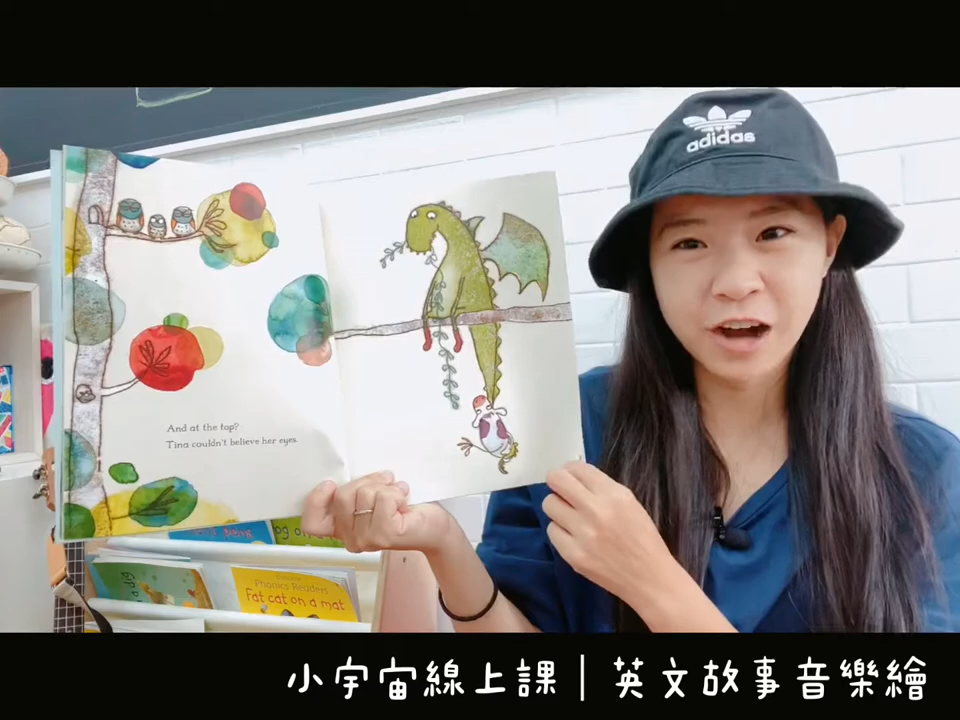 adidas
And at the top?
Tina couldn't believe her eyes.
Phonics Readers
Fat cat on a mat
小宇宙線上課｜英文故事音樂繪